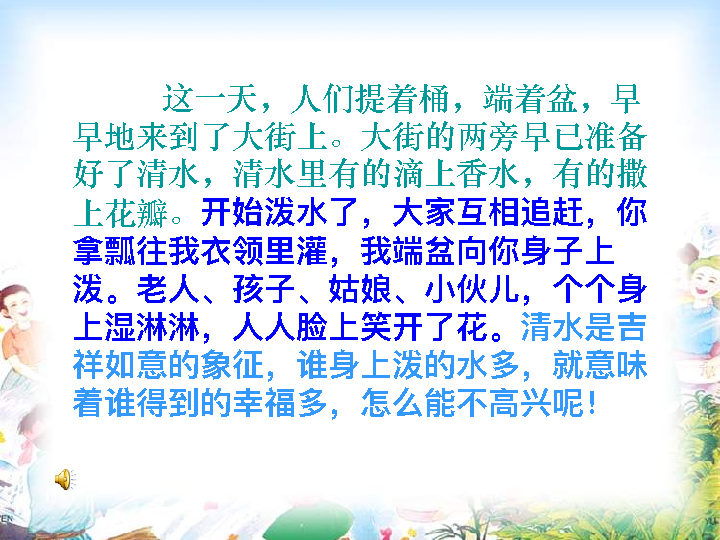 这一天，人们提着桶，端着盆，早
早地来到了大街上。大街的两旁早已准备
好了清水，清水里有的滴上香水，有的撒
上花瓣。开始泼水了，大家互相追赶，你
拿瓢往我衣领里灌，我端盆向你身子上
泼。老人、孩子、姑娘、小伙儿，个个身
上湿淋淋，人人脸上笑开了花。清水是吉
祥如意的象征，谁身上泼的水多，就意味
着谁得到的幸福多，怎么能不高兴呢！